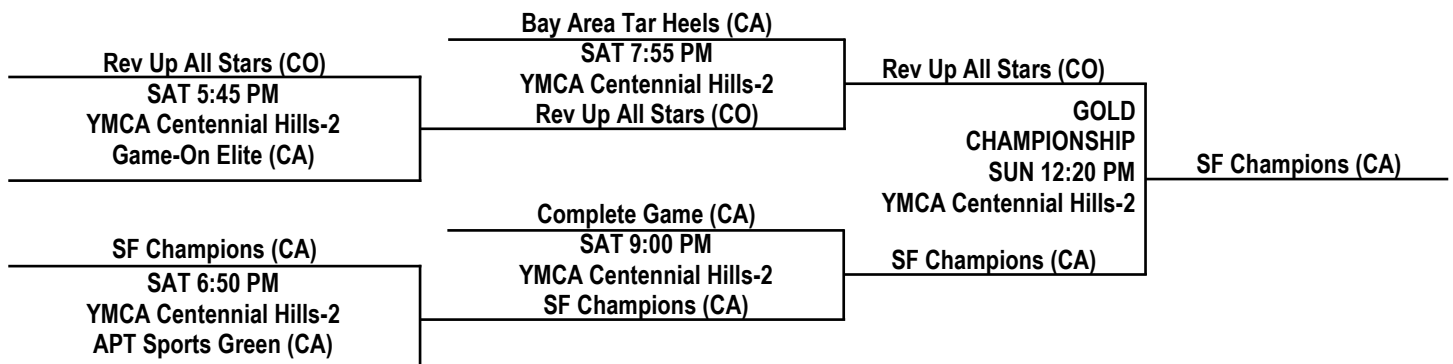 Rev Up All Stars (CO)
SAT 5:45 PM
YMCA Centennial Hills-2
Game-On Elite (CA)
SF Champions (CA)
SAT 6:50 PM
YMCA Centennial Hills-2
APT Sports Green (CA)
Bay Area Tar Heels (CA)
SAT 7:55 PM
YMCA Centennial Hills-2
Rev Up All Stars (CO)
Complete Game (CA)
SAT 9:00 PM
YMCA Centennial Hills-2
SF Champions (CA)
Rev Up All Stars (CO)
GOLD
CHAMPIONSHIP
SUN 12:20 PM
YMCA Centennial Hills-2
SF Champions (CA)
SF Champions (CA)